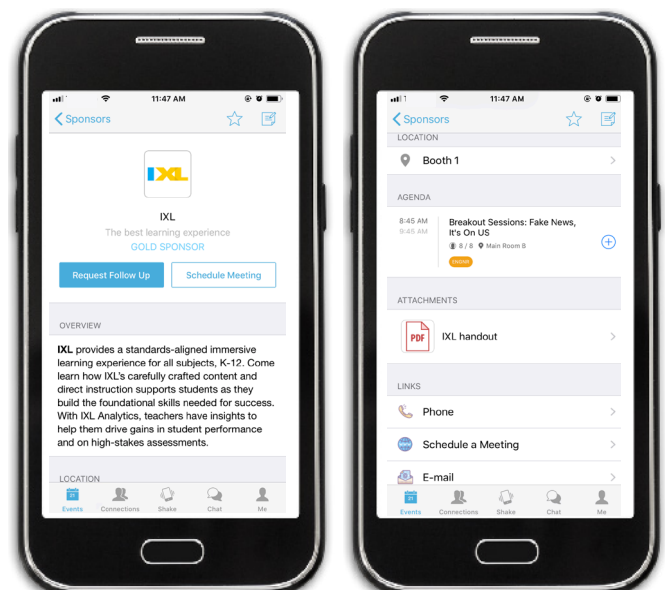 11:47 AM
Sponsors
IXL
IXL
The best learning experience
GOLD SPONSOR
Request Follow Up
Schedule Meeting
OVERVIEW
IXL provides a standards-aligned immersive
learning experience for all subjects, K-12. Come
learn how IXL's carefully crafted content and
direct instruction supports students as they
build the foundational skills needed for success.
With IXL Analytics, teachers have insights to
help them drive gains in student performance
and on high-stakes assessments.
LOCATION
31
Events Connections Shake Chat Me
11:47 AM
Sponsors
LOCATION
Booth 1
AGENDA
8:45 AM
9:45 AM
Breakout Sessions: Fake News,
It's On US
8 / 8 Main Room B
PDF
ATTACHMENTS
IXL handout
LINKS
Phone
Schedule a Meeting
E-mail
31
Events Connections Shake Chat Me